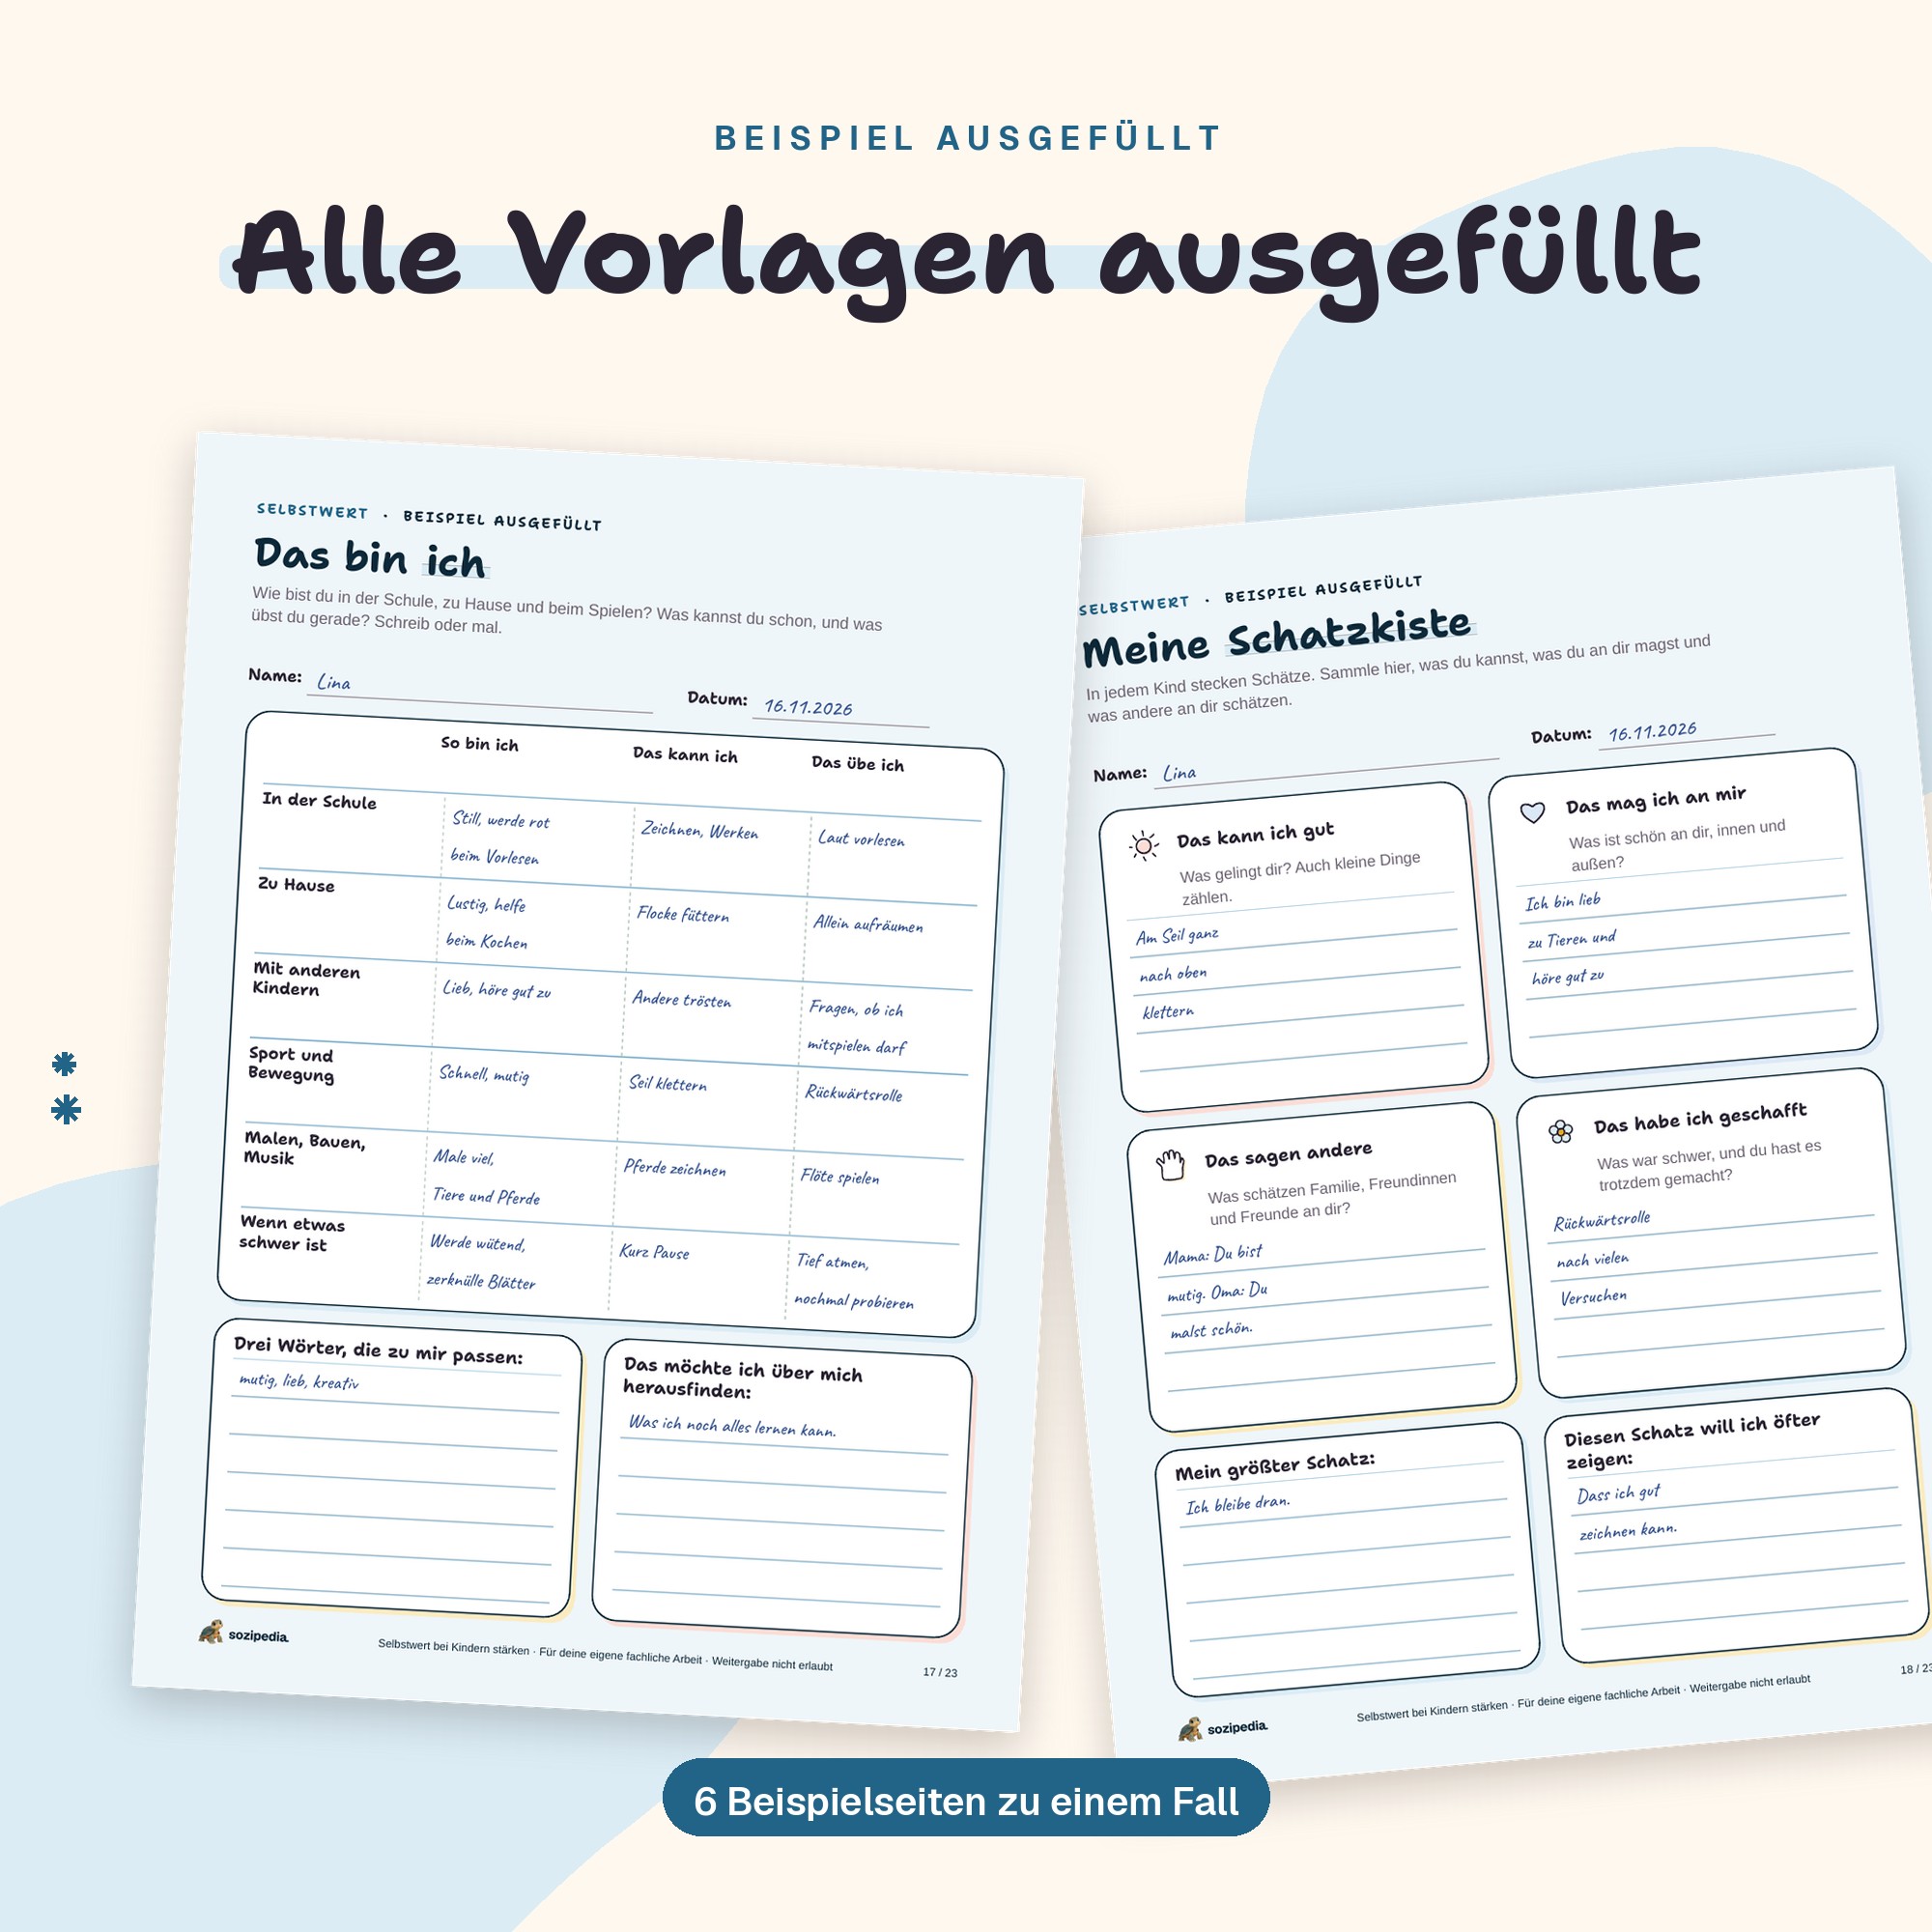 BEISPIEL AUSGEFÜLLT
Alle Vorlagen ausgefüllt
SELBSTWERT · BEISPIEL AUSGEFÜLLT
Das bin ich
Wie bist du in der Schule, zu Hause und beim Spielen? Was kannst du schon, und was
übst du gerade? Schreib oder mal.
Name: Lina Datum: 16.11.2026
So bin ich Das kann ich Das übe ich
In der Schule Still, werde rot Zeichnen, Werken Laut vorlesen
beim Vorlesen
Zu Hause Lustig, helfe Flocke füttern Allein aufräumen
beim Kochen
Mit anderen Lieb, höre gut zu Andere trösten Fragen, ob ich
Kindern mitspielen darf
Sport und Schnell, mutig Seil klettern Rückwärtsrolle
Bewegung
Malen, Bauen, Male viel, Pferde zeichnen Flöte spielen
Musik Tiere und Pferde
Wenn etwas Werde wütend, Kurz Pause Tief atmen,
schwer ist zerknülle Blätter nochmal probieren
Drei Wörter, die zu mir passen:
mutig, lieb, kreativ
Das möchte ich über mich
herausfinden:
Was ich noch alles lernen kann.
sozipedia. Selbstwert bei Kindern stärken · Für deine eigene fachliche Arbeit · Weitergabe nicht erlaubt 17 / 23
SELBSTWERT · BEISPIEL AUSGEFÜLLT
Meine Schatzkiste
In jedem Kind stecken Schätze. Sammle hier, was du kannst, was du an dir magst und
was andere an dir schätzen.
Name: Lina Datum: 16.11.2026
Das kann ich gut
Was gelingt dir? Auch kleine Dinge
zählen.
Am Seil ganz
nach oben
klettern
Das mag ich an mir
Was ist schön an dir, innen und
außen?
Ich bin lieb
zu Tieren und
höre gut zu
Das sagen andere
Was schätzen Familie, Freundinnen
und Freunde an dir?
Mama: Du bist
mutig. Oma: Du
malst schön.
Das habe ich geschafft
Was war schwer, und du hast es
trotzdem gemacht?
Rückwärtsrolle
nach vielen
Versuchen
Mein größter Schatz:
Ich bleibe dran.
Diesen Schatz will ich öfter
zeigen:
Dass ich gut
zeichnen kann.
sozipedia. Selbstwert bei Kindern stärken · Für deine eigene fachliche Arbeit · Weitergabe nicht erlaubt 18 / 23
6 Beispielseiten zu einem Fall